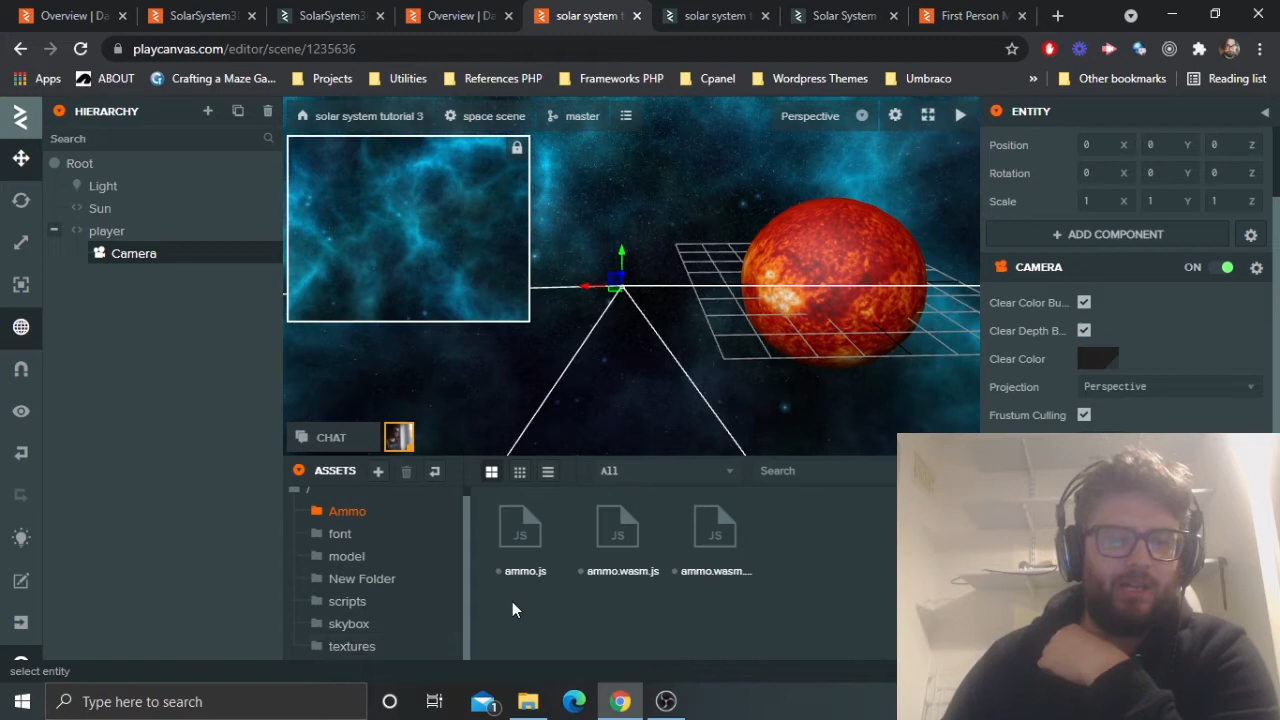 Overview | Da
SolarSystem3
SolarSystem3
Overview | Da
solar system t
solar system t
Solar System
First Person M
playcanvas.com/editor/scene/1235636
Apps
ABOUT
Crafting a Maze Ga...
Projects
Utilities
References PHP
Frameworks PHP
Cpanel
Wordpress Themes
Umbraco
»
Other bookmarks
Reading list
HIERARCHY
Search
Root
Light
Sun
player
Camera
solar system tutorial 3
space scene
master
Perspective
CHAT
ENTITY
Position 0 X 0 Y 0 Z
Rotation 0 X 0 Y 0 Z
Scale 1 X 1 Y 1 Z
ADD COMPONENT
CAMERA ON
Clear Color Bu...
Clear Depth B...
Clear Color
Projection Perspective
Frustum Culling
ASSETS
All
Search
/
Ammo
font
model
New Folder
scripts
skybox
textures
JS
JS
JS
ammo.js
ammo.wasm.js
ammo.wasm....
select entity
Type here to search
1